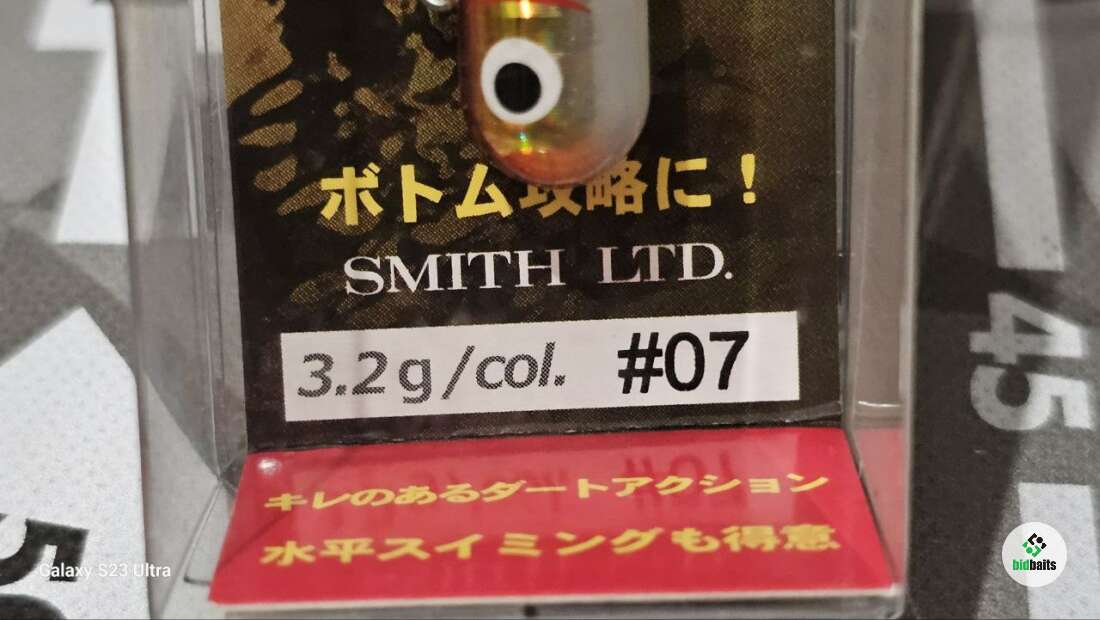 ボトム攻略に！
SMITH LTD.
3.2g/col. #07
キレのあるダートアクション
水平スイミングも得意
45
50
Galaxy S23 Ultra
bidbaits